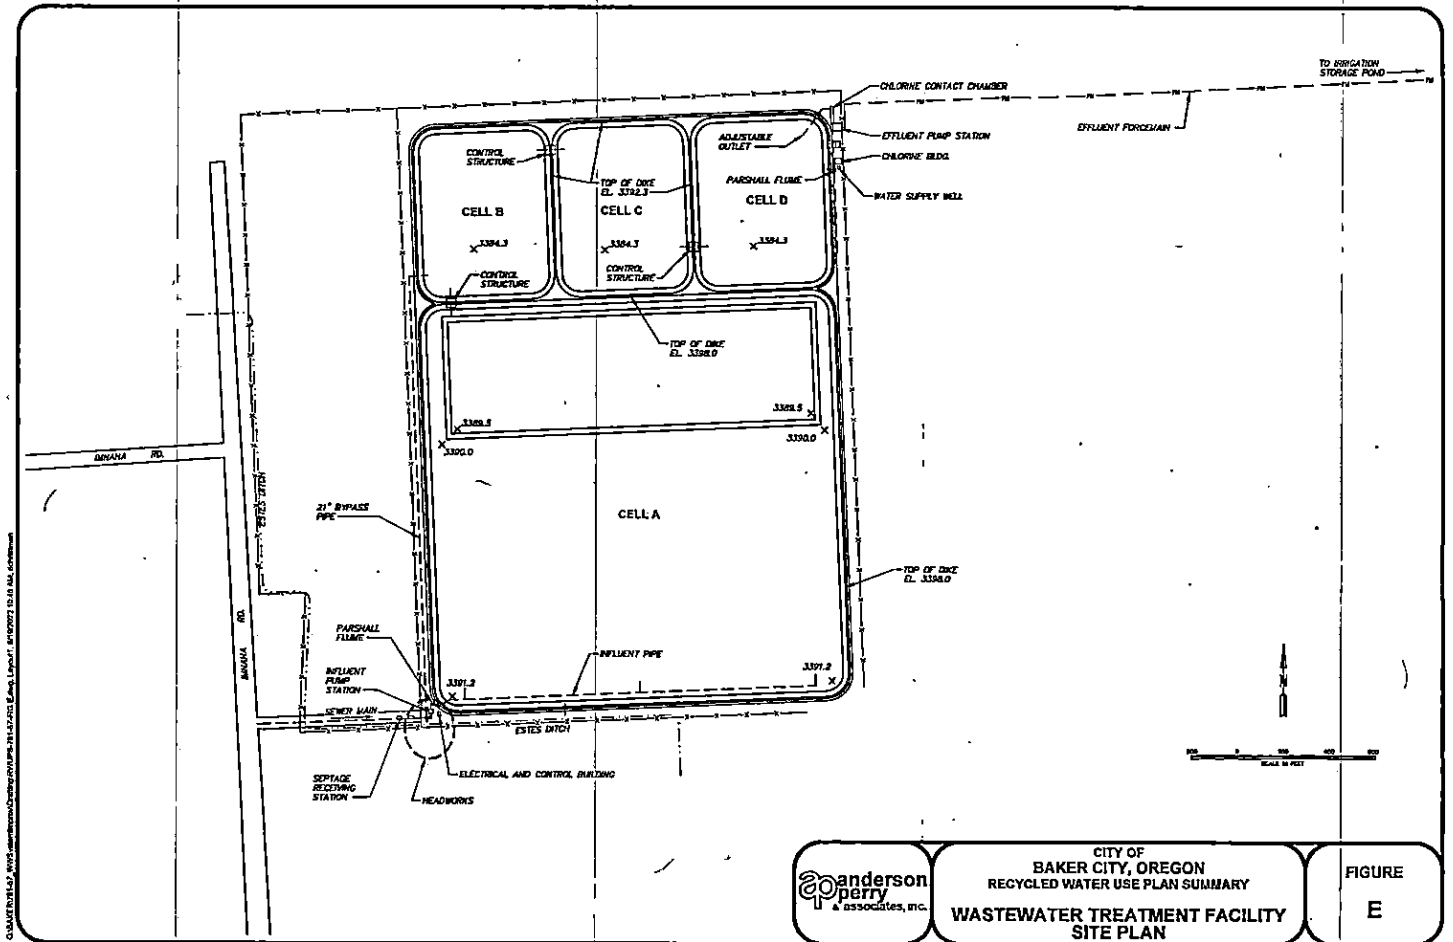 TO IRRIGATION
STORAGE POND
CHLORINE CONTACT CHAMBER
EFFLUENT FORCEMAIN
ADJUSTABLE
OUTLET
EFFLUENT PUMP STATION
CHLORINE BLDG.
CONTROL
STRUCTURE
TOP OF DIKE
EL. 3392.3
PARSHALL FLUME
WATER SUPPLY WELL
CELL B
CELL C
CELL D
3384.3
3384.3
3384.3
CONTROL
STRUCTURE
CONTROL
STRUCTURE
TOP OF DIKE
EL. 3398.0
3389.5
3389.5
3390.0
3390.0
IMNAHA RD.
ESTES DITCH
21" BYPASS
PIPE
CELL A
TOP OF DIKE
EL. 3398.0
IMNAHA RD.
PARSHALL
FLUME
INFLUENT PIPE
INFLUENT
PUMP
STATION
3391.2
3391.2
SEWER MAIN
ESTES DITCH
SEPTAGE
RECEIVING
STATION
ELECTRICAL AND CONTROL BUILDING
HEADWORKS
N
SCALE IN FEET
anderson
perry
& associates, inc.
CITY OF
BAKER CITY, OREGON
RECYCLED WATER USE PLAN SUMMARY
WASTEWATER TREATMENT FACILITY
SITE PLAN
FIGURE
E